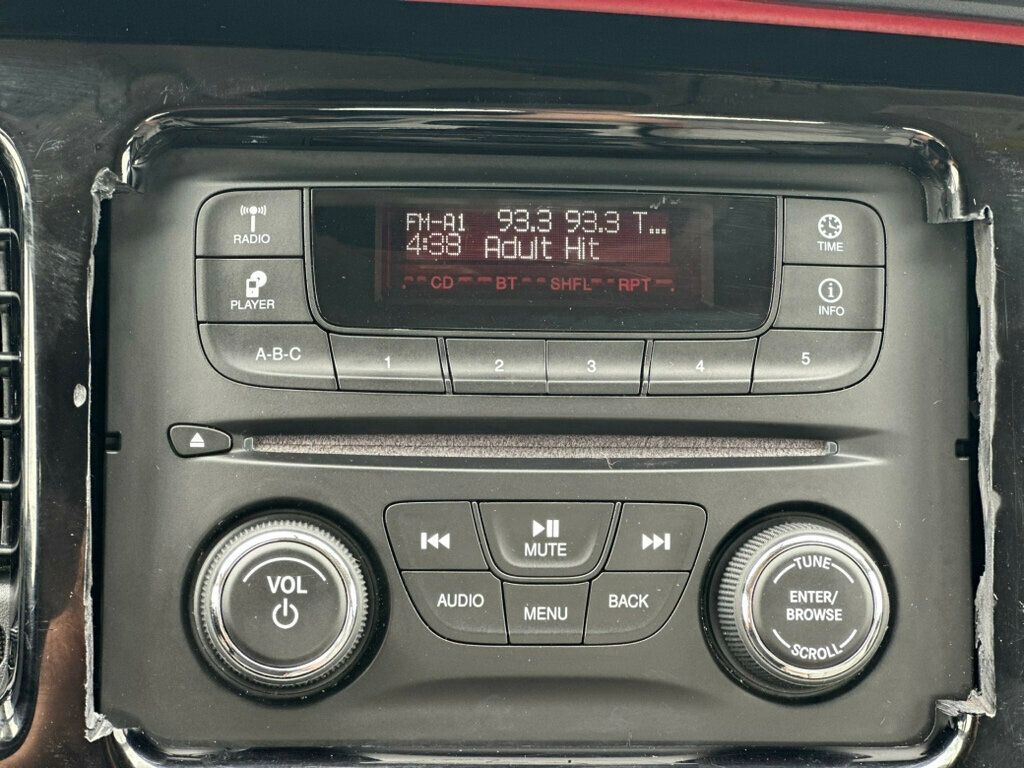 RADIO
FM-A1 93.3 93.3 T...
4:33 Adult Hit
TIME
PLAYER
CD BT SHFL RPT
INFO
A-B-C 1 2 3 4 5
VOL
MUTE
AUDIO MENU BACK
TUNE
ENTER/
BROWSE
SCROLL